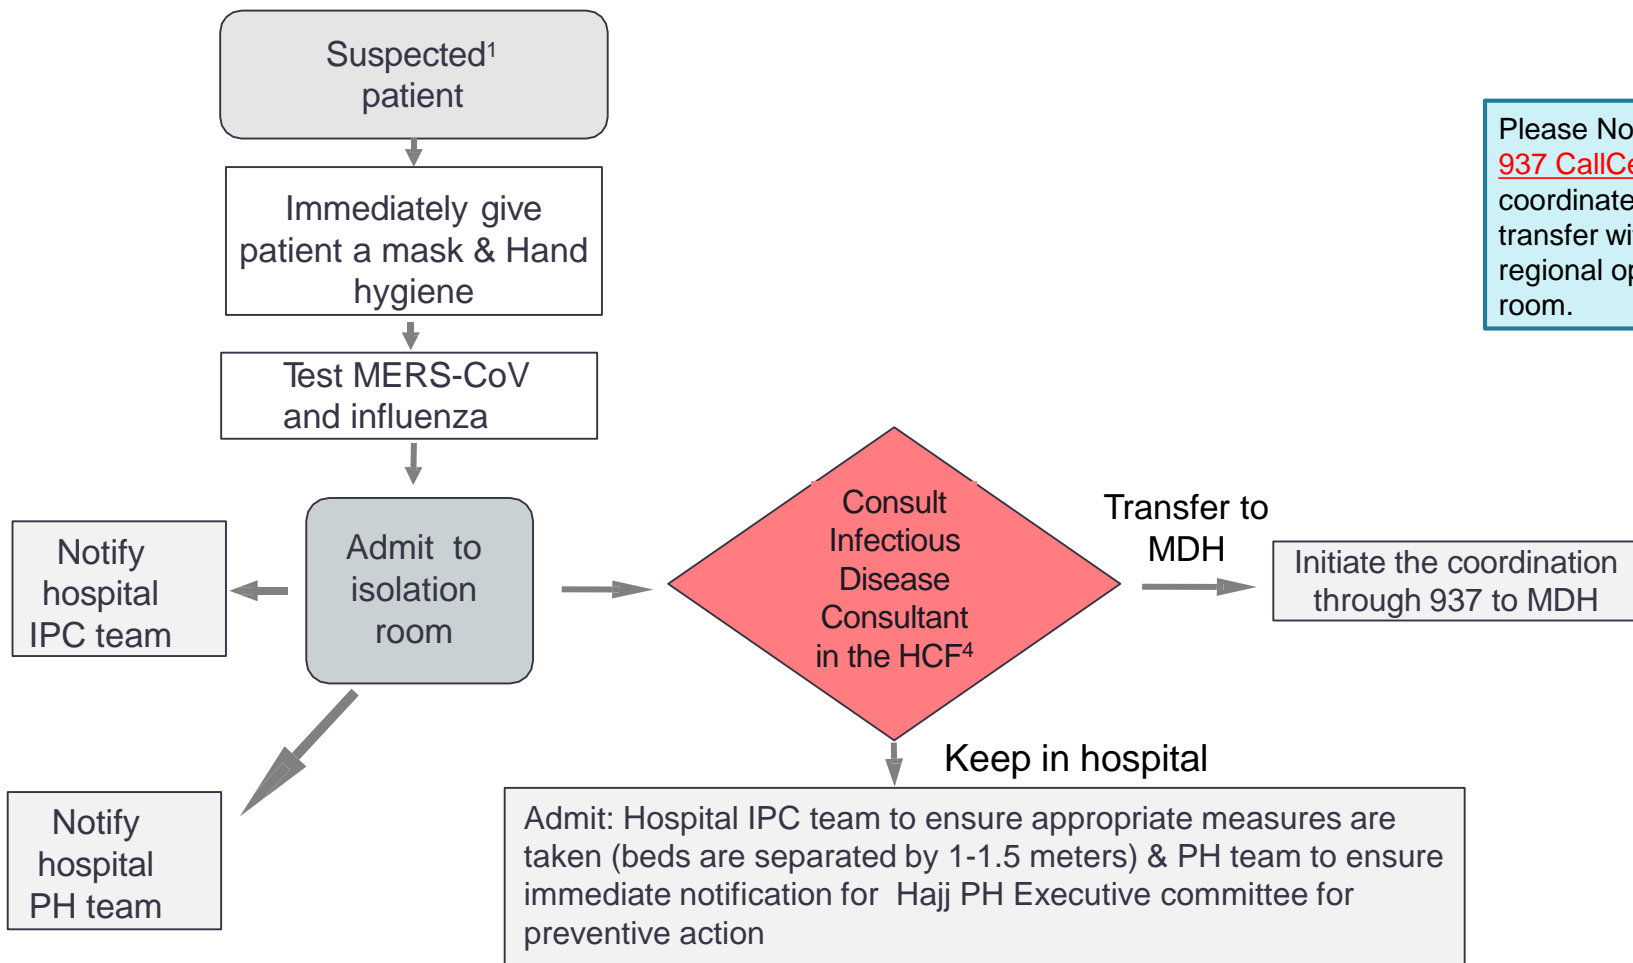 Suspected¹
patient
Immediately give
patient a mask & Hand
hygiene
Test MERS-CoV
and influenza
Admit to
isolation
room
Notify
hospital
IPC team
Notify
hospital
PH team
Consult
Infectious
Disease
Consultant
in the HCF⁴
Transfer to
MDH
Initiate the coordination
through 937 to MDH
Keep in hospital
Admit: Hospital IPC team to ensure appropriate measures are
taken (beds are separated by 1-1.5 meters) & PH team to ensure
immediate notification for Hajj PH Executive committee for
preventive action
Please
937
coordinate
transfer
regional
room.